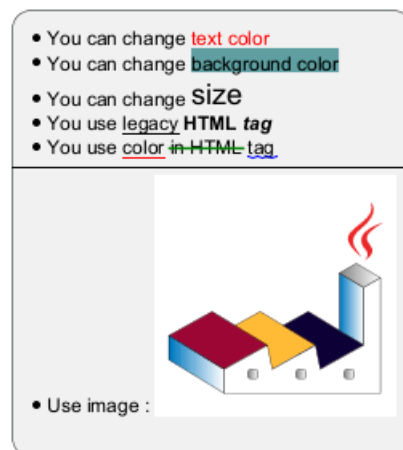 • You can change text color
• You can change background color
• You can change size
• You use legacy HTML tag
• You use color in HTML tag
• Use image :